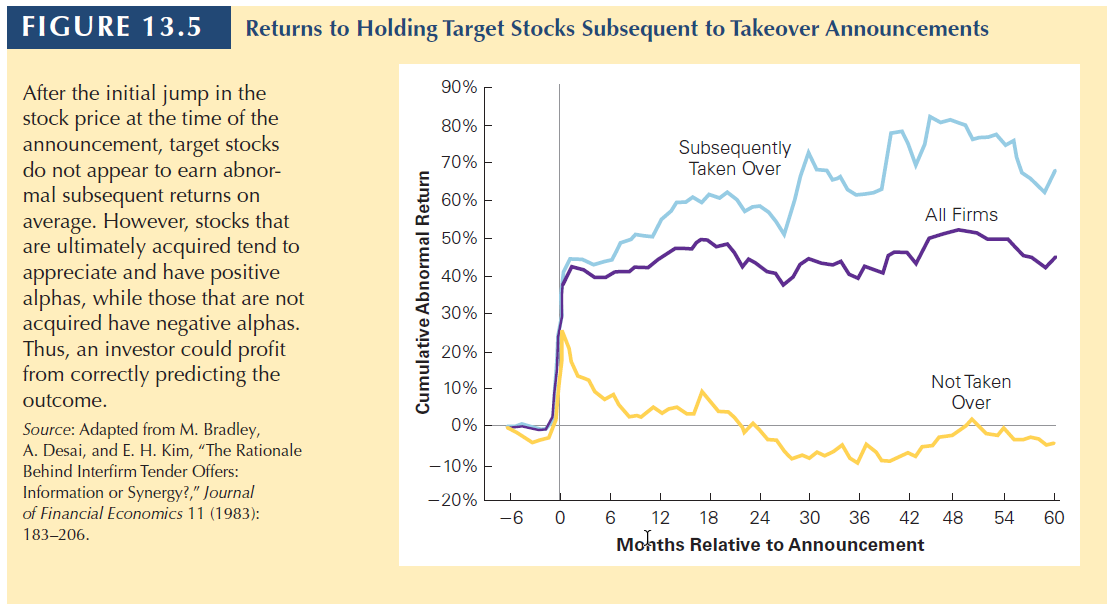 FIGURE 13.5 Returns to Holding Target Stocks Subsequent to Takeover Announcements
After the initial jump in the
stock price at the time of the
announcement, target stocks
do not appear to earn abnor-
mal subsequent returns on
average. However, stocks that
are ultimately acquired tend to
appreciate and have positive
alphas, while those that are not
acquired have negative alphas.
Thus, an investor could profit
from correctly predicting the
outcome.
Source: Adapted from M. Bradley,
A. Desai, and E. H. Kim, “The Rationale
Behind Interfirm Tender Offers:
Information or Synergy?,” Journal
of Financial Economics 11 (1983):
183–206.
Cumulative Abnormal Return
90%
80%
70%
60%
50%
40%
30%
20%
10%
0%
−10%
−20%
Subsequently
Taken Over
All Firms
Not Taken
Over
−6 0 6 12 18 24 30 36 42 48 54 60
Months Relative to Announcement